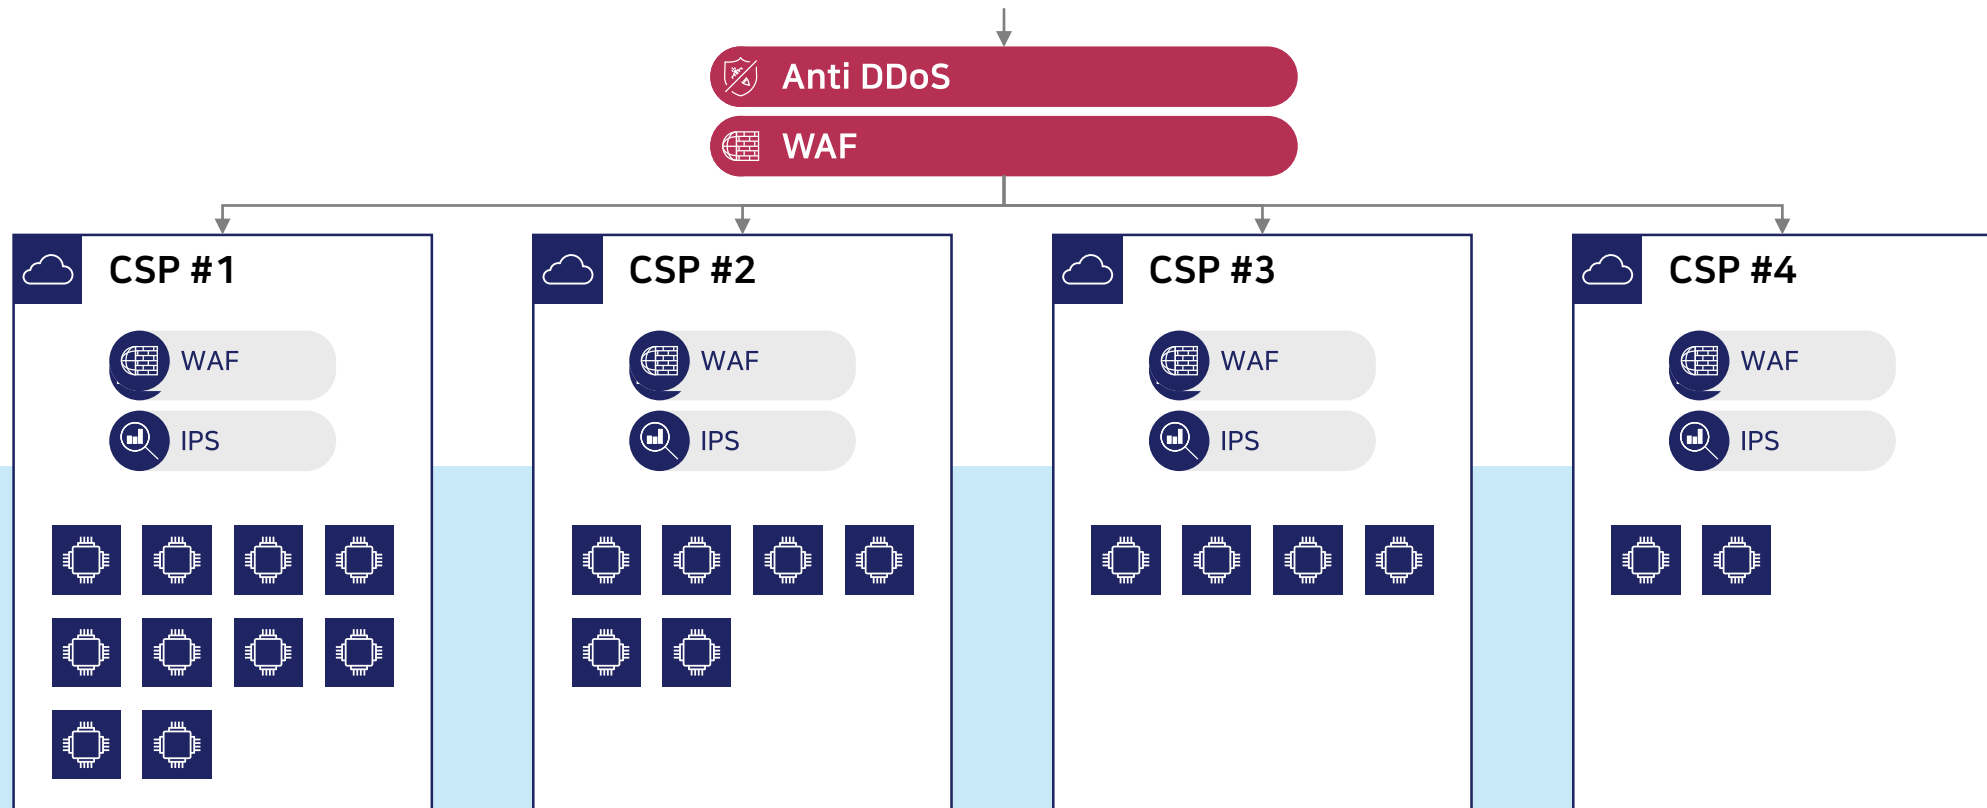 Anti DDoS
WAF
CSP #1
CSP #2
CSP #3
CSP #4
WAF
WAF
WAF
WAF
IPS
IPS
IPS
IPS